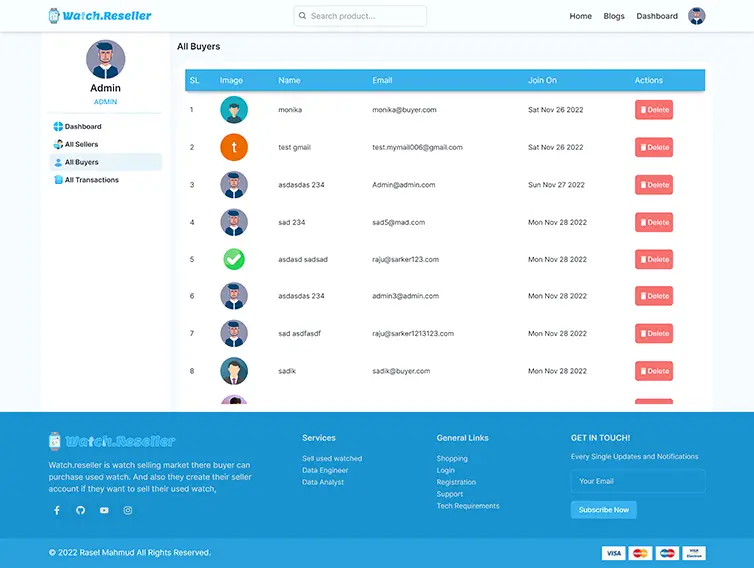 Watch.Reseller
Search product...
Home Blogs Dashboard
Admin
ADMIN
Dashboard
All Sellers
All Buyers
All Transactions
All Buyers
SL Image Name Email Join On Actions
1 monika monika@buyer.com Sat Nov 26 2022 Delete
2 t test gmail test.mymail006@gmail.com Sat Nov 26 2022 Delete
3 asdasdas 234 Admin@admin.com Sun Nov 27 2022 Delete
4 sad 234 sad5@mad.com Mon Nov 28 2022 Delete
5 asdasd sadsad raju@sarker123.com Mon Nov 28 2022 Delete
6 asdasdas 234 admin3@admin.com Mon Nov 28 2022 Delete
7 sad asdfasdf raju@sarker1213123.com Mon Nov 28 2022 Delete
8 sadik sadik@buyer.com Mon Nov 28 2022 Delete
Watch.Reseller
Watch.reseller is watch selling market there buyer can
purchase used watch. And also they create their seller
account if they want to sell their used watch,
Services
Sell used watched
Data Engineer
Data Analyst
General Links
Shopping
Login
Registration
Support
Tech Requirements
GET IN TOUCH!
Every Single Updates and Notifications
Your Email
Subscribe Now
© 2022 Rasel Mahmud All Rights Reserved.
VISA
VISA